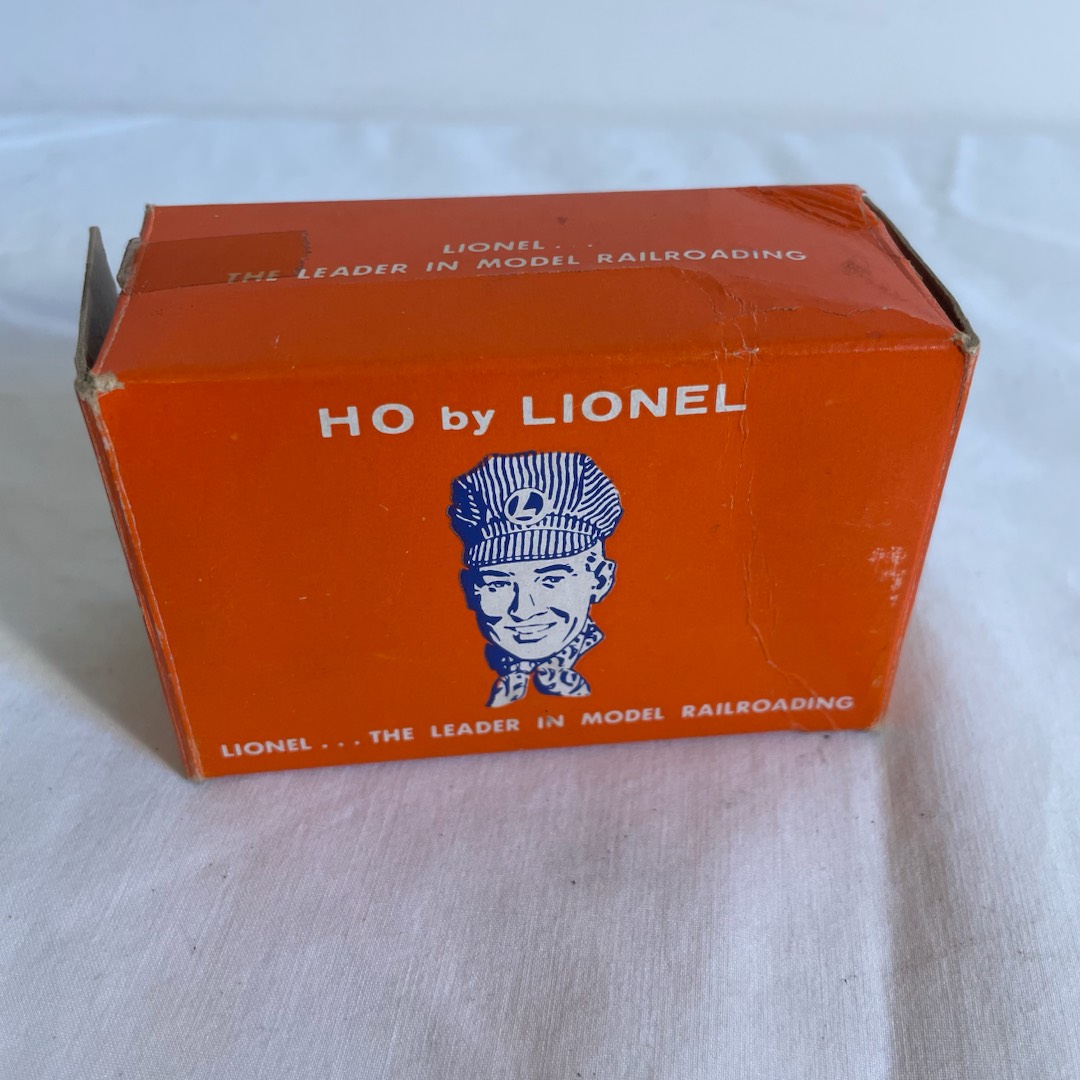 LIONEL . . .
THE LEADER IN MODEL RAILROADING
HO by LIONEL
L
LIONEL . . . THE LEADER IN MODEL RAILROADING